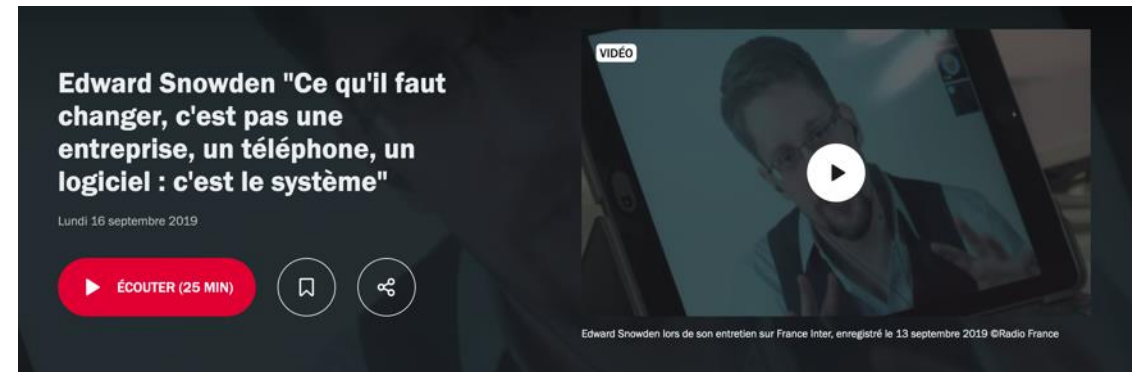 Edward Snowden "Ce qu'il faut
changer, c'est pas une
entreprise, un téléphone, un
logiciel : c'est le système"
Lundi 16 septembre 2019
ÉCOUTER (25 MIN)
VIDÉO
Edward Snowden lors de son entretien sur France Inter, enregistré le 13 septembre 2019 ©Radio France